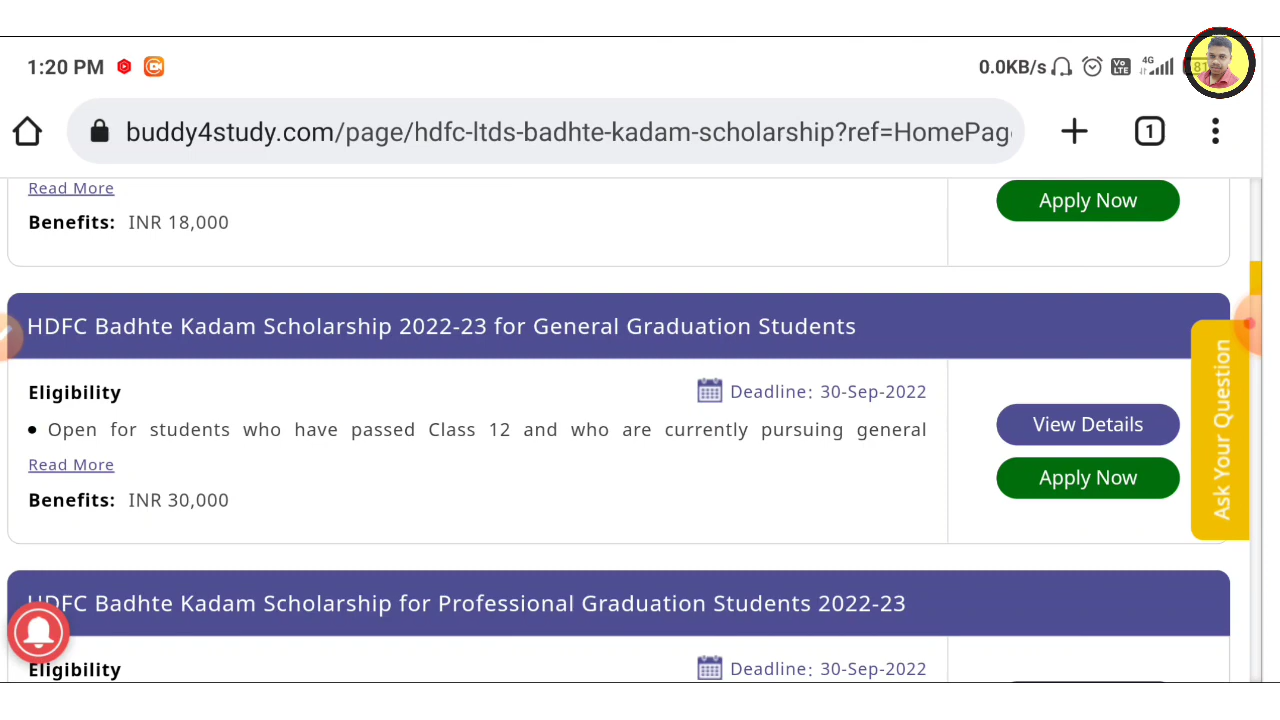 1:20 PM
0.0KB/s
Vo
LTE
4G
81
buddy4study.com/page/hdfc-ltds-badhte-kadam-scholarship?ref=HomePag
1
Read More
Apply Now
Benefits: INR 18,000
HDFC Badhte Kadam Scholarship 2022-23 for General Graduation Students
Eligibility
Deadline: 30-Sep-2022
• Open for students who have passed Class 12 and who are currently pursuing general
View Details
Read More
Apply Now
Benefits: INR 30,000
Ask Your Question
HDFC Badhte Kadam Scholarship for Professional Graduation Students 2022-23
Eligibility
Deadline: 30-Sep-2022